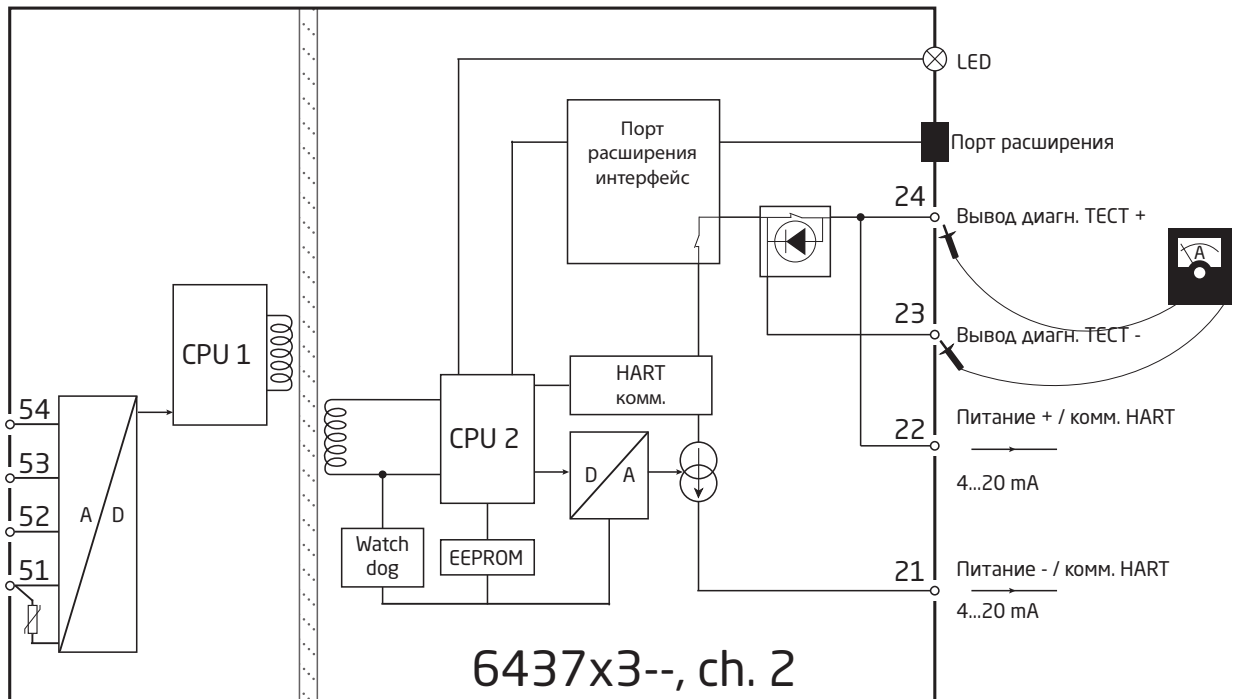 LED
Порт
расширения
интерфейс
Порт расширения
24
Вывод диагн. ТЕСТ +
A
23
Вывод диагн. ТЕСТ -
CPU 1
HART
комм.
54
CPU 2
22
Питание + / комм. HART
4...20 mA
53
D
A
52
A
D
51
Watch
dog
EEPROM
21
Питание - / комм. HART
4...20 mA
6437x3--, ch. 2